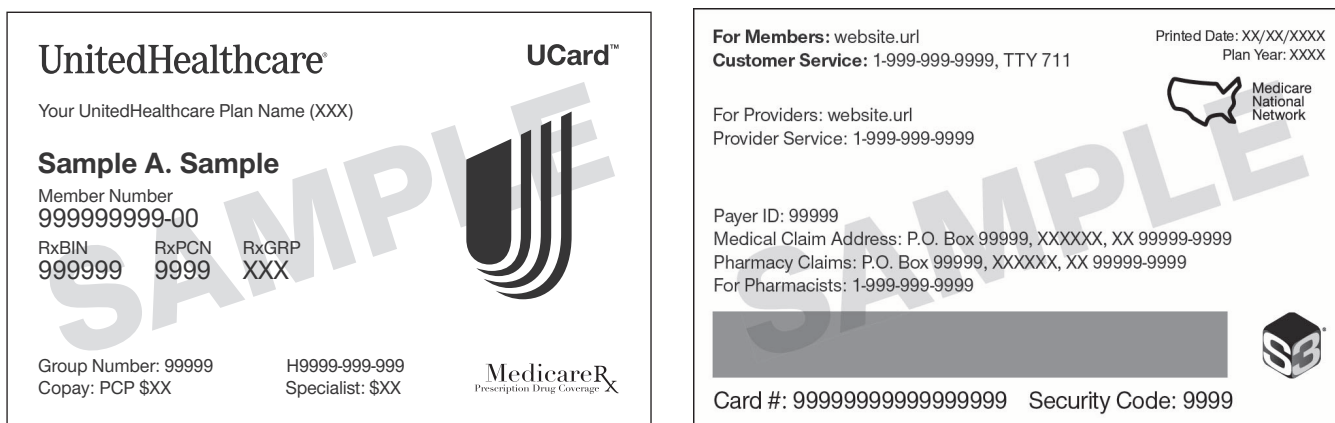 UnitedHealthcare®
UCard™
Your UnitedHealthcare Plan Name (XXX)
Sample A. Sample
Member Number
999999999-00
RxBIN RxPCN RxGRP
999999 9999 XXX
Group Number: 99999 H9999-999-999
Copay: PCP $XX Specialist: $XX
MedicareRx
Prescription Drug Coverage
SAMPLE
For Members: website.url
Customer Service: 1-999-999-9999, TTY 711
Printed Date: XX/XX/XXXX
Plan Year: XXXX
Medicare
National
Network
For Providers: website.url
Provider Service: 1-999-999-9999
Payer ID: 99999
Medical Claim Address: P.O. Box 99999, XXXXXX, XX 99999-9999
Pharmacy Claims: P.O. Box 99999, XXXXXX, XX 99999-9999
For Pharmacists: 1-999-999-9999
S3
Card #: 99999999999999999 Security Code: 9999
SAMPLE